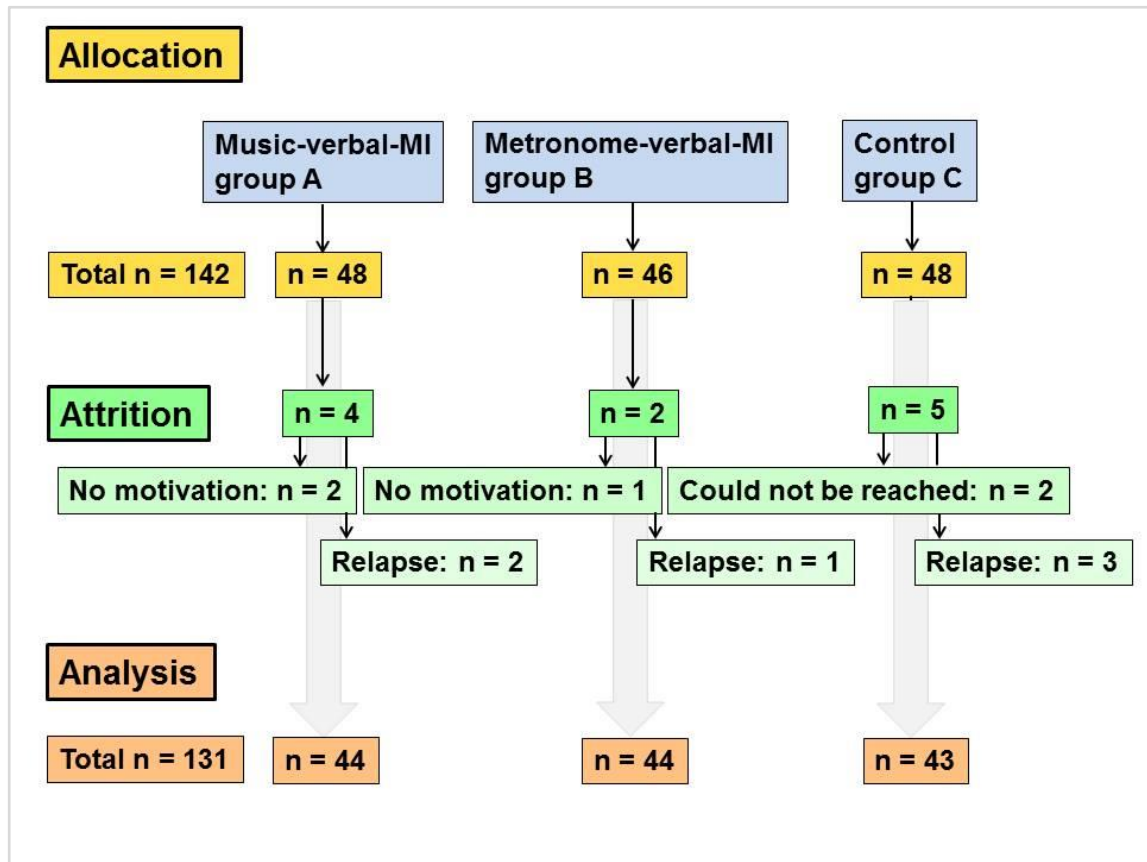 Allocation
Music-verbal-MI
group A
Metronome-verbal-MI
group B
Control
group C
Total n = 142
n = 48
n = 46
n = 48
Attrition
n = 4
n = 2
n = 5
No motivation: n = 2
No motivation: n = 1
Could not be reached: n = 2
Relapse: n = 2
Relapse: n = 1
Relapse: n = 3
Analysis
Total n = 131
n = 44
n = 44
n = 43